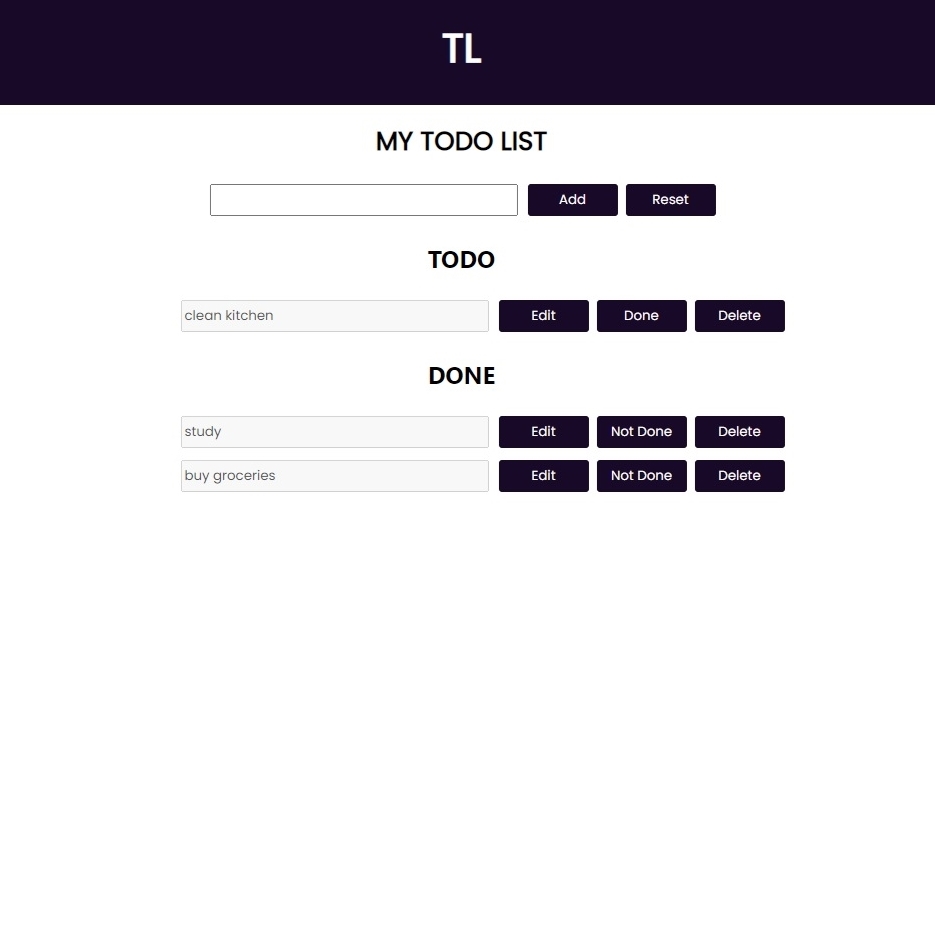 TL
MY TODO LIST
Add Reset
TODO
clean kitchen Edit Done Delete
DONE
study Edit Not Done Delete
buy groceries Edit Not Done Delete